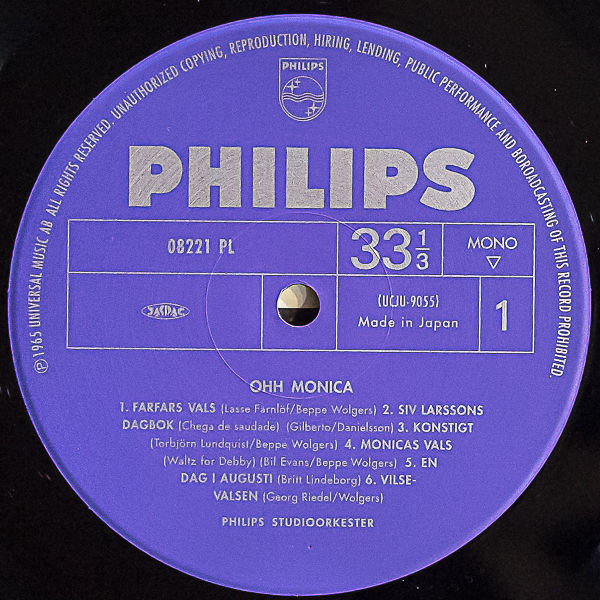 ℗ 1965 UNIVERSAL MUSIC AB ALL RIGHTS RESERVED. UNAUTHORIZED COPYING, REPRODUCTION, HIRING, LENDING, PUBLIC PERFORMANCE AND BOROADCASTING OF THIS RECORD PROHIBITED.
PHILIPS
PHILIPS
08221 PL
33 1/3
MONO
▽
SACPAC
(UCJU-9055)
Made in Japan
1
OHH MONICA
1. FARFARS VALS (Lasse Färnlöf/Beppe Wolgers) 2. SIV LARSSONS
DAGBOK (Chega de saudade) (Gilberto/Danielsson) 3. KONSTIGT
(Torbjörn Lundquist/Beppe Wolgers) 4. MONICAS VALS
(Waltz for Debby) (Bil Evans/Beppe Wolgers) 5. EN
DAG I AUGUSTI (Britt Lindeborg) 6. VILSE-
VALSEN (Georg Riedel/Wolgers)
PHILIPS STUDIOORKESTER